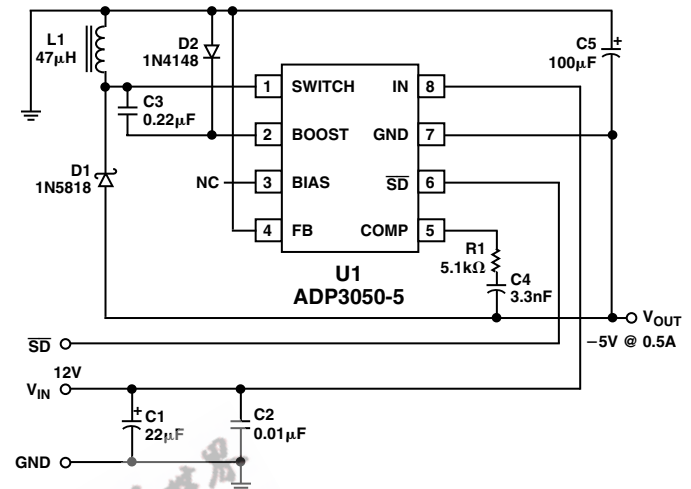 L1
47μH
D2
1N4148
C5
+
100μF
C3
0.22μF
1 SWITCH IN 8
2 BOOST GND 7
D1
1N5818
NC 3 BIAS SD 6
4 FB COMP 5
R1
5.1kΩ
U1
ADP3050-5
C4
3.3nF
VOUT
−5V @ 0.5A
SD
12V
VIN
+ C1
22μF
C2
0.01μF
GND